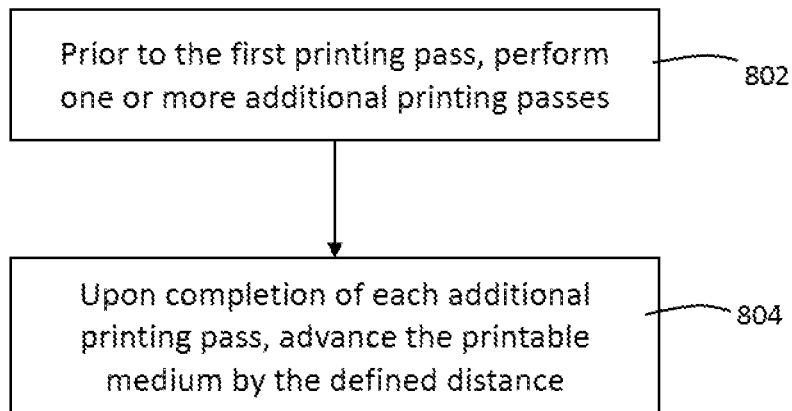 Prior to the first printing pass, perform
one or more additional printing passes
802
Upon completion of each additional
printing pass, advance the printable
medium by the defined distance
804